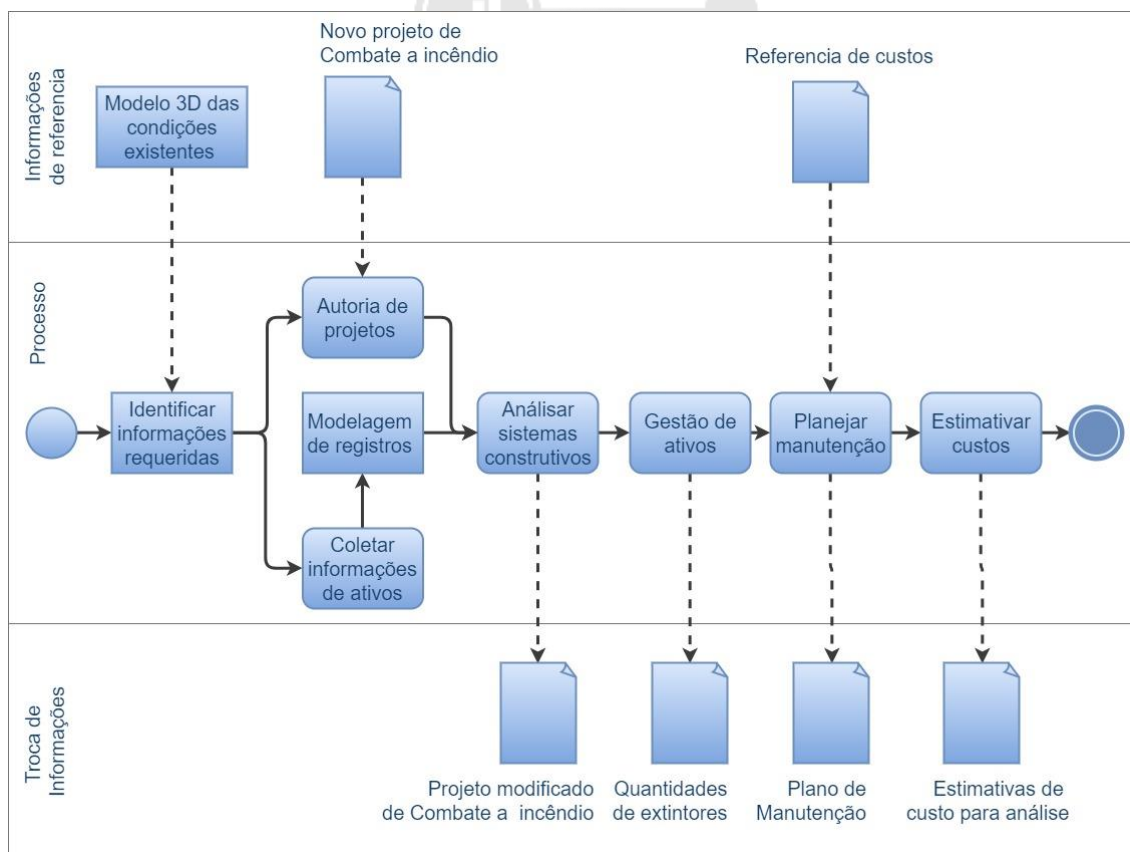 Informações
de referencia
Modelo 3D das
condições
existentes
Novo projeto de
Combate a incêndio
Referencia de custos
Processo
Identificar
informações
requeridas
Autoria de
projetos
Modelagem
de registros
Coletar
informações
de ativos
Análisar
sistemas
construtivos
Gestão de
ativos
Planejar
manutenção
Estimativar
custos
Troca de
Informações
Projeto modificado
de Combate a incêndio
Quantidades
de extintores
Plano de
Manutenção
Estimativas de
custo para análise